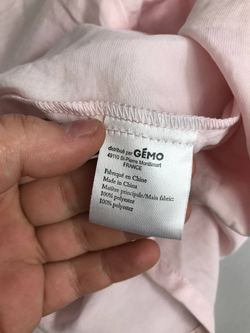 distribué par GÉMO
49110 St-Pierre Montlimart
FRANCE
Fabriqué en Chine
Made in China
Matière principale/Main fabric:
100% polyester
100% polyester